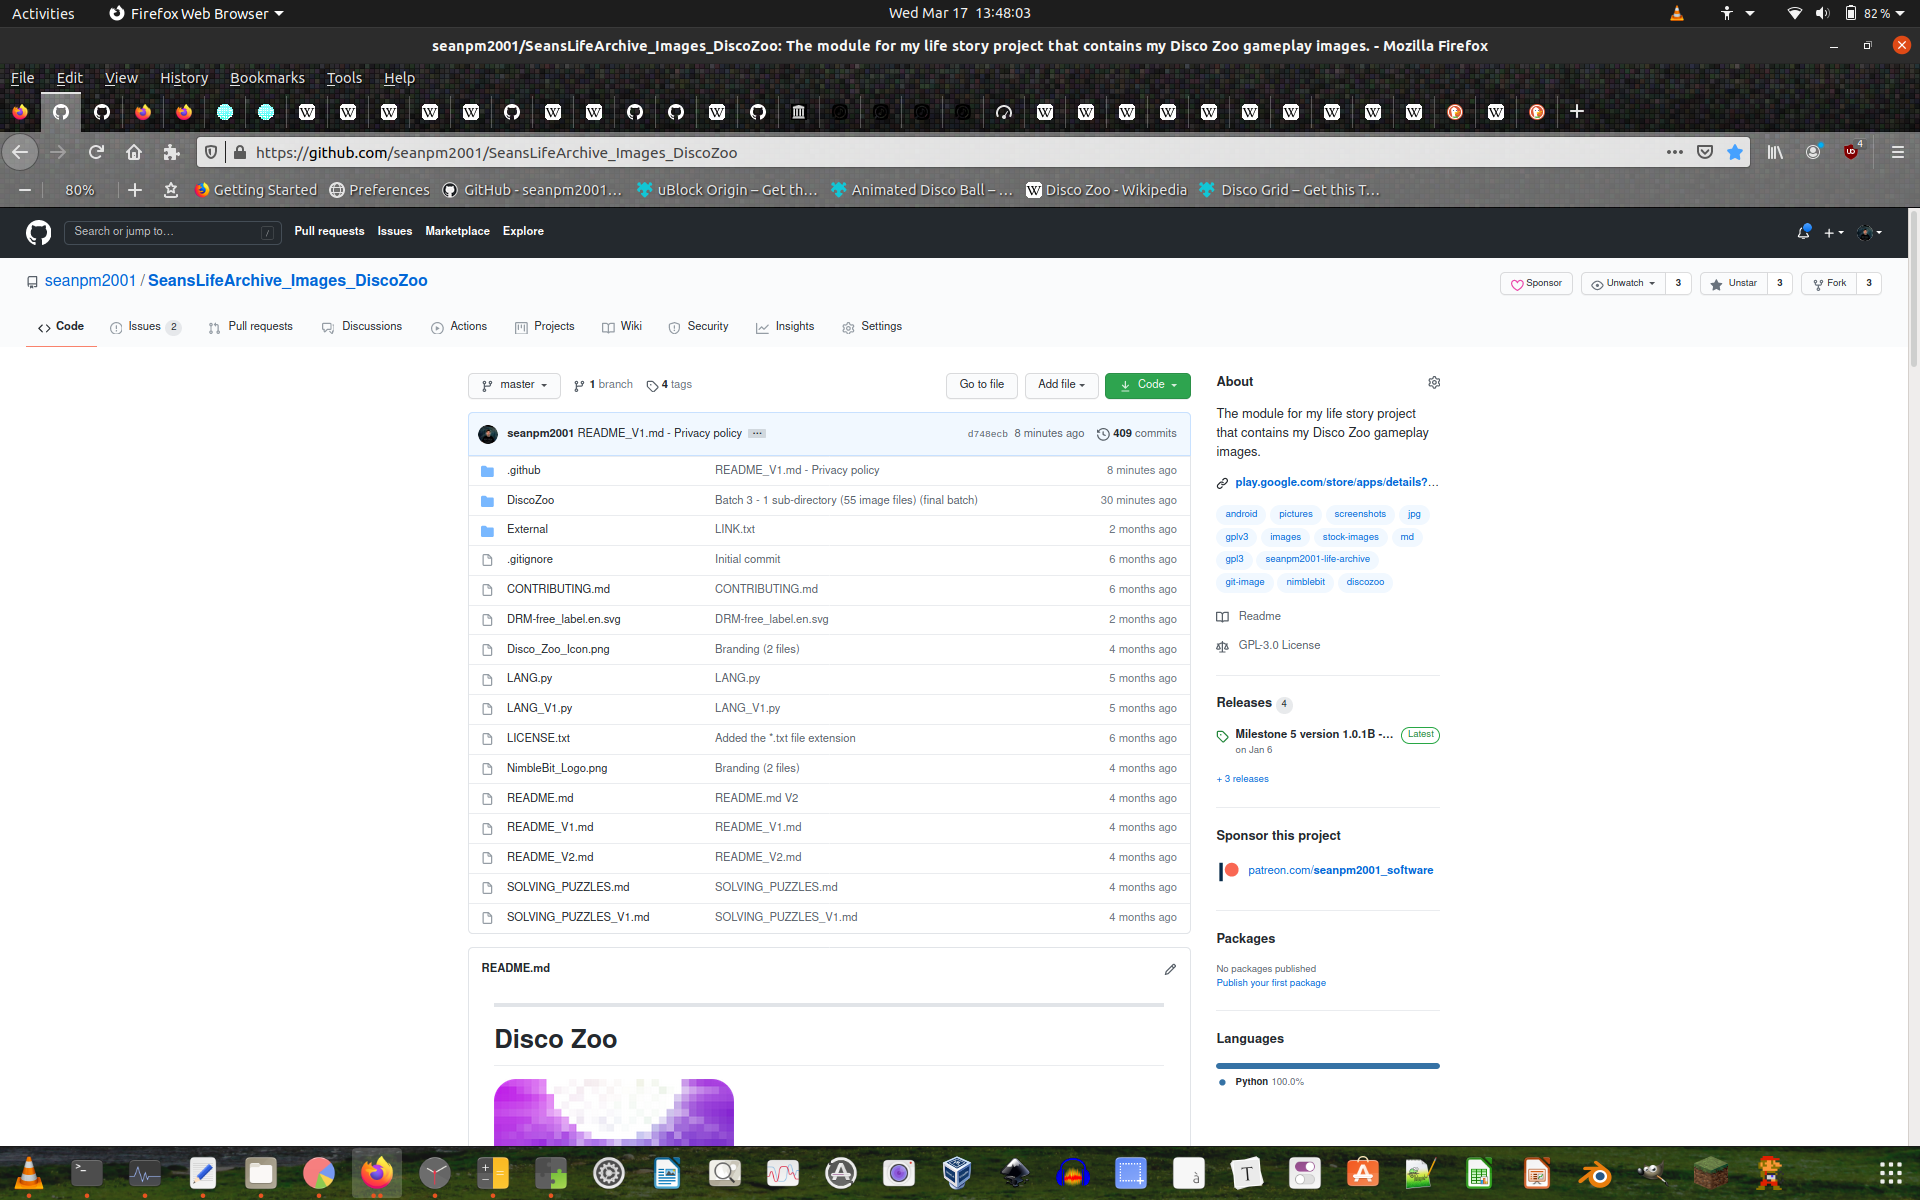 Activities
Firefox Web Browser
Wed Mar 17 13:48:03
82 %
seanpm2001/SeansLifeArchive_Images_DiscoZoo: The module for my life story project that contains my Disco Zoo gameplay images. - Mozilla Firefox
File Edit View History Bookmarks Tools Help
https://github.com/seanpm2001/SeansLifeArchive_Images_DiscoZoo
4
80%
Getting Started
Preferences
GitHub - seanpm2001…
uBlock Origin – Get th…
Animated Disco Ball – …
Disco Zoo - Wikipedia
Disco Grid – Get this T…
Search or jump to…
/
Pull requests Issues Marketplace Explore
seanpm2001 / SeansLifeArchive_Images_DiscoZoo
Sponsor
Unwatch 3
Unstar 3
Fork 3
Code
Issues 2
Pull requests
Discussions
Actions
Projects
Wiki
Security
Insights
Settings
master
1 branch
4 tags
Go to file
Add file
Code
seanpm2001 README_V1.md - Privacy policy
d748ecb 8 minutes ago
409 commits
.github README_V1.md - Privacy policy 8 minutes ago
DiscoZoo Batch 3 - 1 sub-directory (55 image files) (final batch) 30 minutes ago
External LINK.txt 2 months ago
.gitignore Initial commit 6 months ago
CONTRIBUTING.md CONTRIBUTING.md 6 months ago
DRM-free_label.en.svg DRM-free_label.en.svg 2 months ago
Disco_Zoo_Icon.png Branding (2 files) 4 months ago
LANG.py LANG.py 5 months ago
LANG_V1.py LANG_V1.py 5 months ago
LICENSE.txt Added the *.txt file extension 6 months ago
NimbleBit_Logo.png Branding (2 files) 4 months ago
README.md README.md V2 4 months ago
README_V1.md README_V1.md 4 months ago
README_V2.md README_V2.md 4 months ago
SOLVING_PUZZLES.md SOLVING_PUZZLES.md 4 months ago
SOLVING_PUZZLES_V1.md SOLVING_PUZZLES_V1.md 4 months ago
README.md
Disco Zoo
About
The module for my life story project
that contains my Disco Zoo gameplay
images.
play.google.com/store/apps/details?…
android pictures screenshots jpg
gplv3 images stock-images md
gpl3 seanpm2001-life-archive
git-image nimblebit discozoo
Readme
GPL-3.0 License
Releases 4
Milestone 5 version 1.0.1B -… Latest
on Jan 6
+ 3 releases
Sponsor this project
patreon.com/seanpm2001_software
Packages
No packages published
Publish your first package
Languages
Python 100.0%